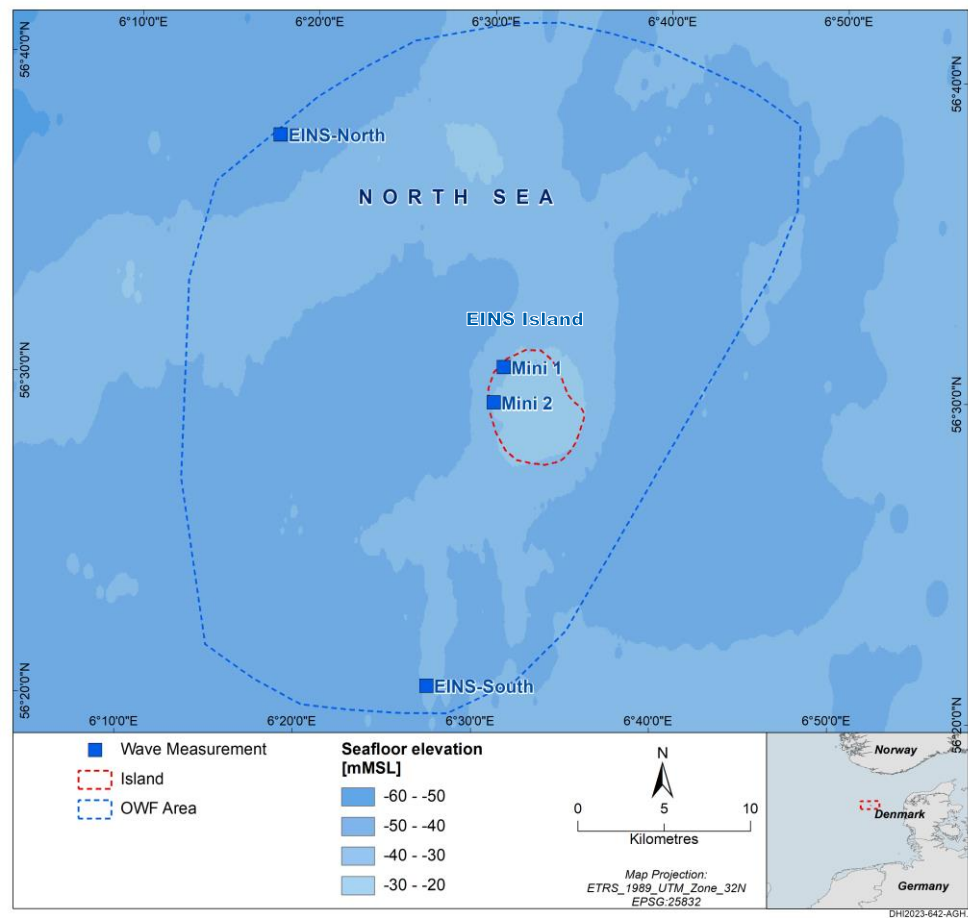 6°10'0"E 6°20'0"E 6°30'0"E 6°40'0"E 6°50'0"E
56°40'0"N
56°40'0"N
EINS-North
NORTH SEA
EINS Island
Mini 1
56°30'0"N
Mini 2
56°30'0"N
EINS-South
56°20'0"N
56°20'0"N
6°10'0"E 6°20'0"E 6°30'0"E 6°40'0"E 6°50'0"E
Wave Measurement
Island
OWF Area
Seafloor elevation
[mMSL]
-60 - -50
-50 - -40
-40 - -30
-30 - -20
N
0 5 10
Kilometres
Map Projection:
ETRS_1989_UTM_Zone_32N
EPSG:25832
Norway
Denmark
Germany
DHI2023-642-AGH